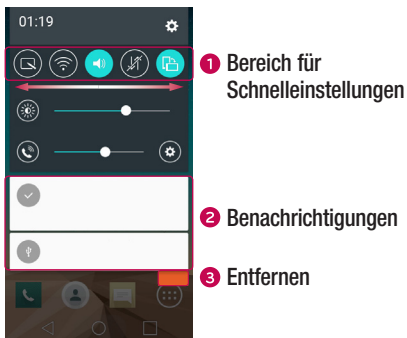 01:19
1 Bereich für
Schnelleinstellungen
2 Benachrichtigungen
3 Entfernen